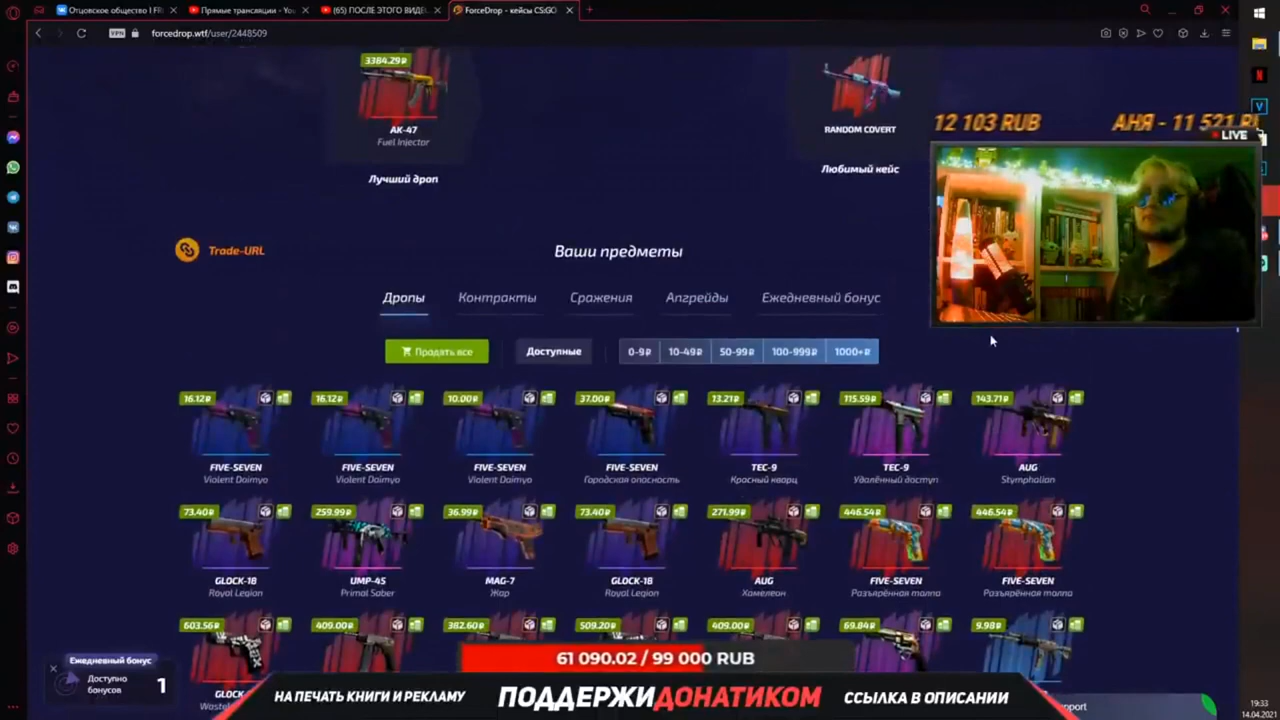 Отцовское общество I FR
Прямые трансляции - You
(65) ПОСЛЕ ЭТОГО ВИДЕ
ForceDrop - кейсы CS:GO
VPN
forcedrop.wtf/user/2448509
3384.29₽
AK-47
Fuel Injector
Лучший дроп
RANDOM COVERT
Любимый кейс
12 103 RUB
АНЯ - 11 521 RU
LIVE
Trade-URL
Ваши предметы
Дропы Контракты Сражения Апгрейды Ежедневный бонус
Продать все Доступные 0-9₽ 10-49₽ 50-99₽ 100-999₽ 1000+₽
16.12₽ 16.12₽ 10.00₽ 37.00₽ 13.21₽ 115.59₽ 143.71₽
FIVE-SEVEN FIVE-SEVEN FIVE-SEVEN FIVE-SEVEN TEC-9 TEC-9 AUG
Violent Daimyo Violent Daimyo Violent Daimyo Городская опасность Красный кварц Удалённый доступ Stymphalian
73.40₽ 259.99₽ 36.99₽ 73.40₽ 271.99₽ 446.54₽ 446.54₽
GLOCK-18 UMP-45 MAG-7 GLOCK-18 AUG FIVE-SEVEN FIVE-SEVEN
Royal Legion Primal Saber Жар Royal Legion Хамелеон Разъярённая толпа Разъярённая толпа
603.56₽ 409.00₽ 382.60₽ 509.20₽ 409.00₽ 69.84₽ 9.98₽
Ежедневный бонус
Доступно
бонусов
1
GLOCK
61 090.02 / 99 000 RUB
НА ПЕЧАТЬ КНИГИ И РЕКЛАМУ
ПОДДЕРЖИ ДОНАТИКОМ
ССЫЛКА В ОПИСАНИИ
19:33
14.04.2021